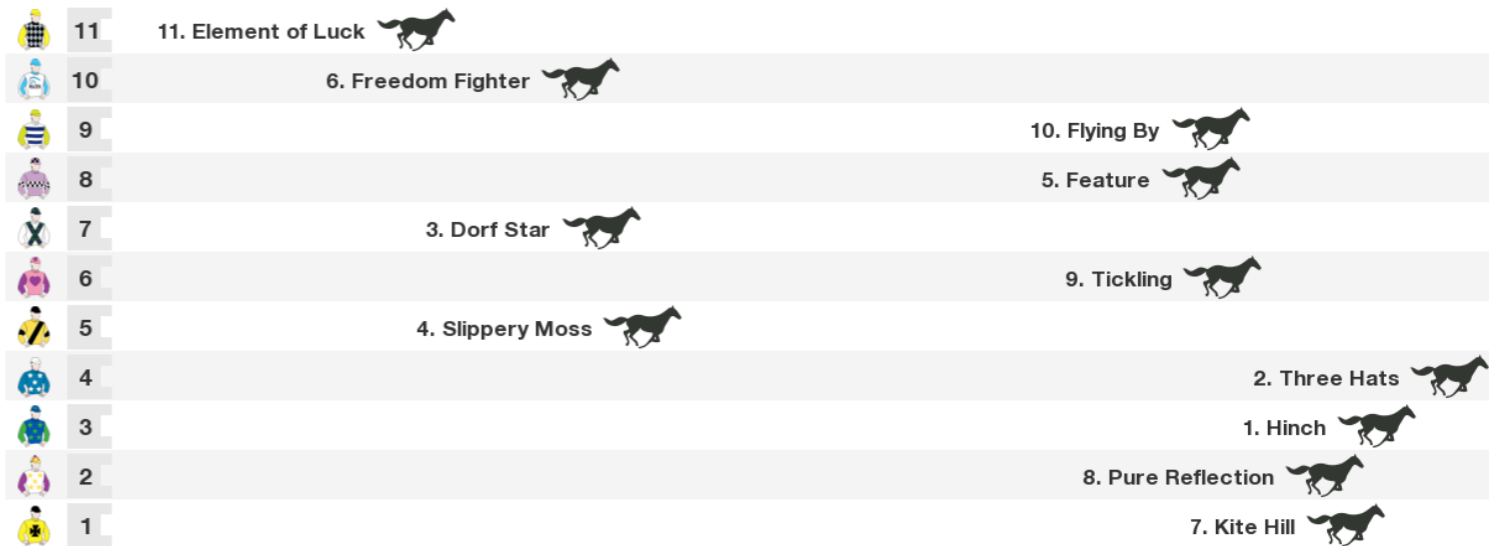 11 11. Element of Luck
10 6. Freedom Fighter
9 10. Flying By
8 5. Feature
7 3. Dorf Star
6 9. Tickling
5 4. Slippery Moss
4 2. Three Hats
3 1. Hinch
2 8. Pure Reflection
1 7. Kite Hill